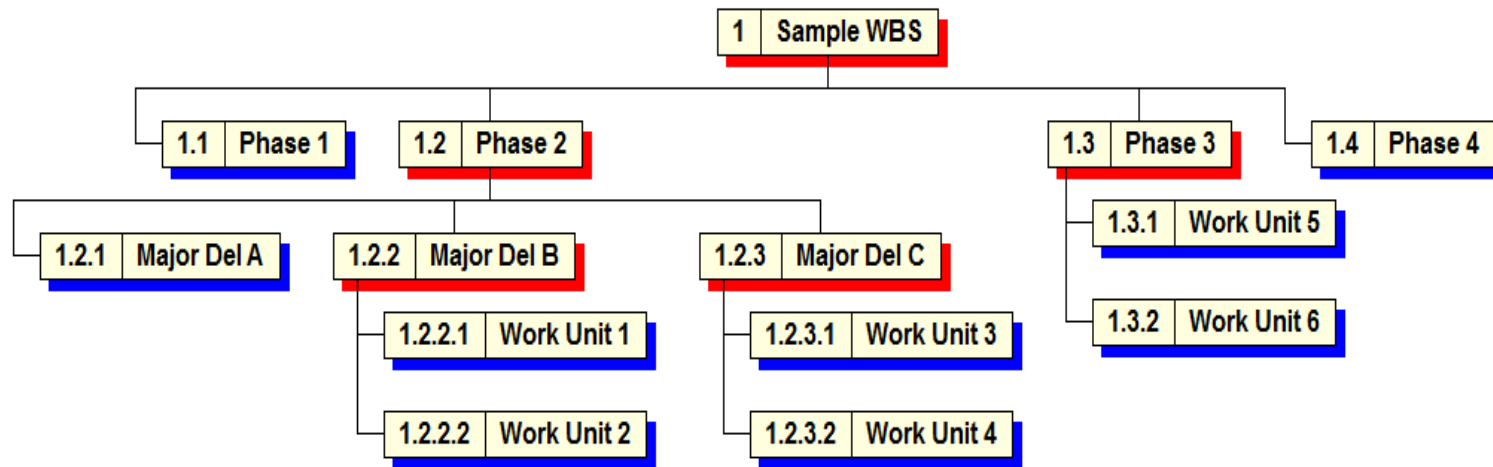 1 Sample WBS
1.1 Phase 1
1.2 Phase 2
1.3 Phase 3
1.4 Phase 4
1.2.1 Major Del A
1.2.2 Major Del B
1.2.3 Major Del C
1.3.1 Work Unit 5
1.2.2.1 Work Unit 1
1.2.3.1 Work Unit 3
1.3.2 Work Unit 6
1.2.2.2 Work Unit 2
1.2.3.2 Work Unit 4